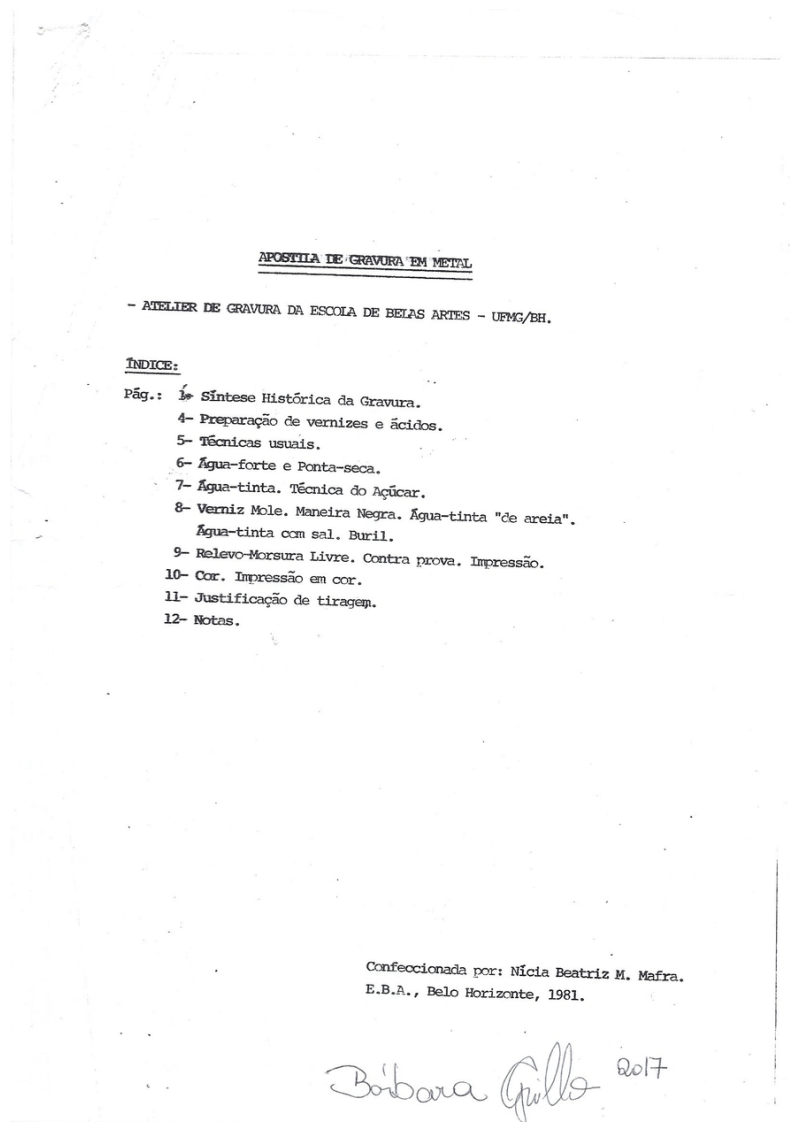 APOSTILA DE GRAVURA EM METAL
- ATELIER DE GRAVURA DA ESCOLA DE BELAS ARTES - UFMG/BH.
ÍNDICE:
Pág.: 1- Síntese Histórica da Gravura.
4- Preparação de vernizes e ácidos.
5- Técnicas usuais.
6- Água-forte e Ponta-seca.
7- Água-tinta. Técnica do Açúcar.
8- Verniz Mole. Maneira Negra. Água-tinta "de areia".
Água-tinta com sal. Buril.
9- Relevo-Morsura Livre. Contra prova. Impressão.
10- Cor. Impressão em cor.
11- Justificação de tiragem.
12- Notas.
Confeccionada por: Nícia Beatriz M. Mafra.
E.B.A., Belo Horizonte, 1981.
Bárbara Grillo 2017